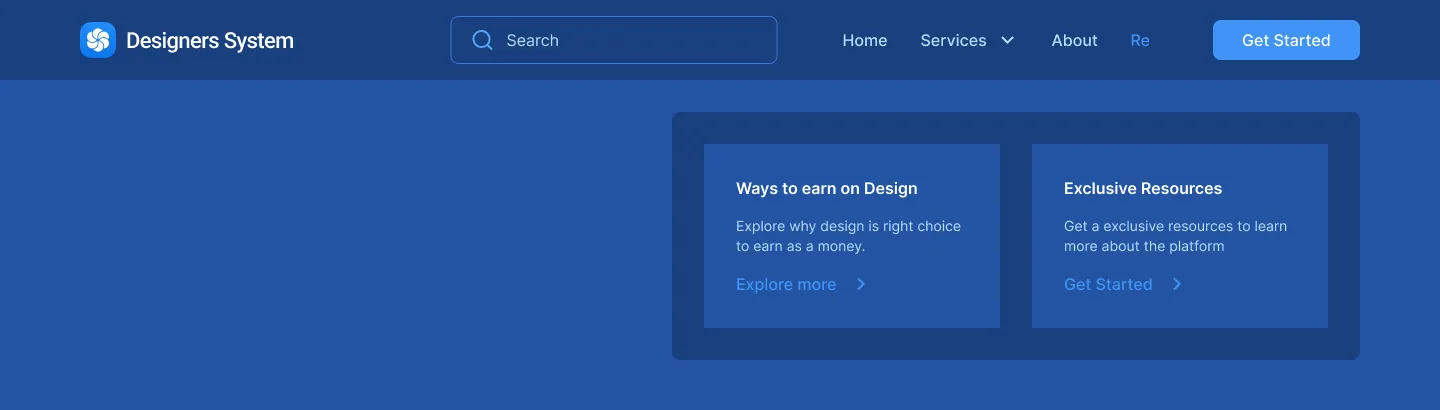 Designers System
Search
Home
Services
About
Re
Get Started
Ways to earn on Design
Explore why design is right choice
to earn as a money.
Explore more
Exclusive Resources
Get a exclusive resources to learn
more about the platform
Get Started